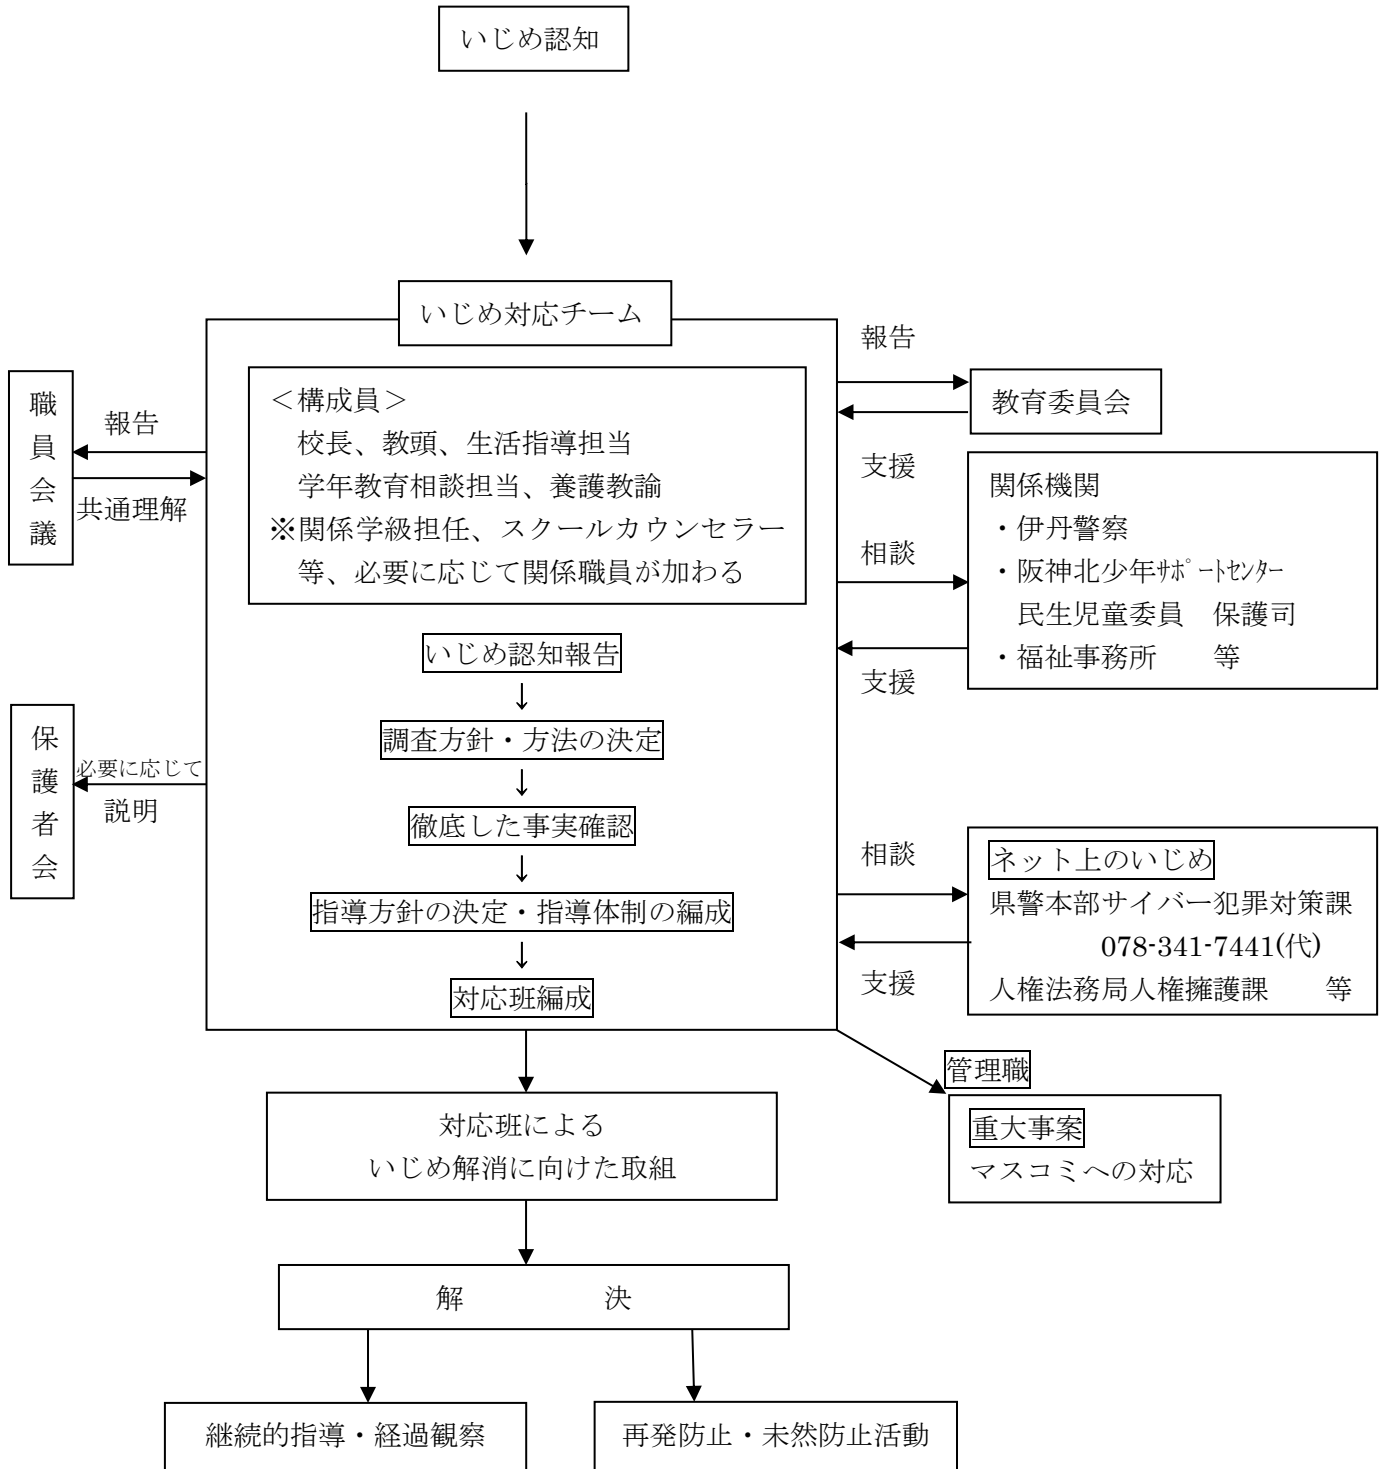 いじめ認知
いじめ対応チーム
＜構成員＞
校長、教頭、生活指導担当
学年教育相談担当、養護教諭
※関係学級担任、スクールカウンセラー
等、必要に応じて関係職員が加わる
いじめ認知報告
↓
調査方針・方法の決定
↓
徹底した事実確認
↓
指導方針の決定・指導体制の編成
↓
対応班編成
職員会議
報告
共通理解
保護者会
必要に応じて
説明
報告
教育委員会
支援
関係機関
・伊丹警察
・阪神北少年ｻﾎﾟｰﾄｾﾝﾀｰ
民生児童委員　保護司
・福祉事務所　　等
相談
支援
相談
ネット上のいじめ
県警本部サイバー犯罪対策課
078-341-7441(代)
人権法務局人権擁護課　　等
支援
管理職
重大事案
マスコミへの対応
対応班による
いじめ解消に向けた取組
解　　　　　決
継続的指導・経過観察
再発防止・未然防止活動